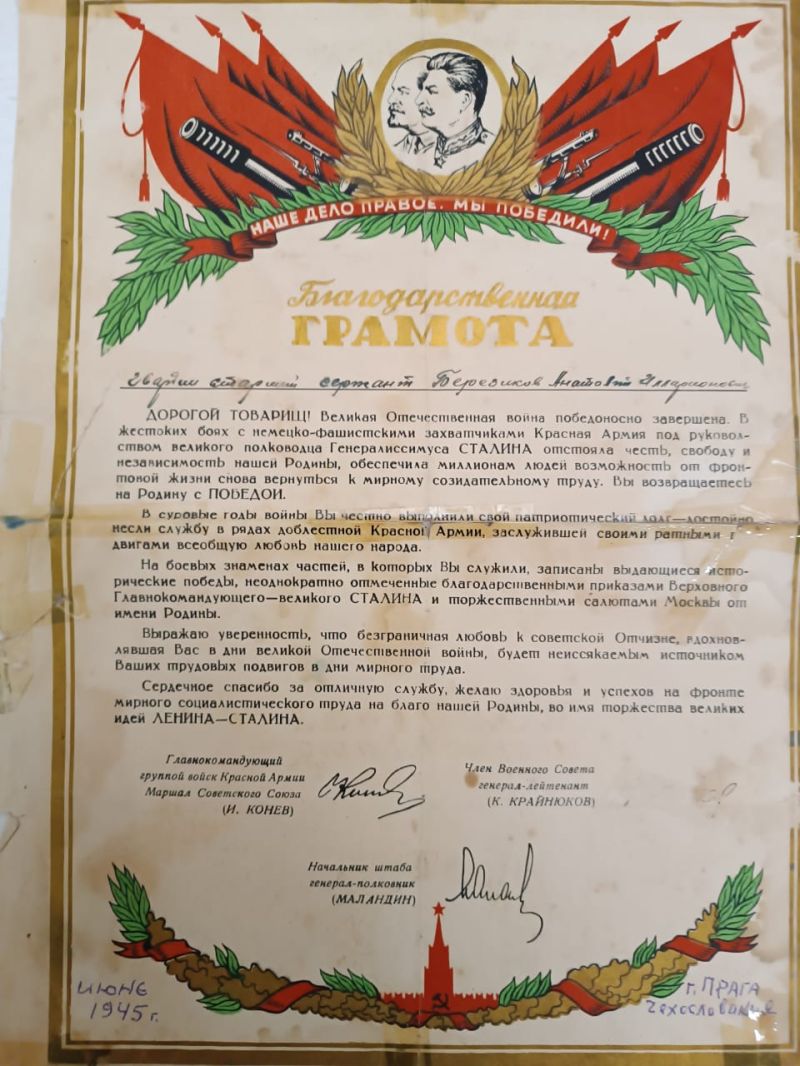 НАШЕ ДЕЛО ПРАВОЕ. МЫ ПОБЕДИЛИ!
Благодарственная
ГРАМОТА
Гвардии старший сержант Березиков Анатолий Илларионович
ДОРОГОЙ ТОВАРИЩ! Великая Отечественная война победоносно завершена. В
жестоких боях с немецко-фашистскими захватчиками Красная Армия под руковод-
ством великого полководца Генералиссимуса СТАЛИНА отстояла честь, свободу и
независимость нашей Родины, обеспечила миллионам людей возможность от фрон-
товой жизни снова вернуться к мирному созидательному труду. Вы возвращаетесь
на Родину с ПОБЕДОЙ.
В суровые годы войны Вы честно выполнили свой патриотический долг—достойно
несли службу в рядах доблестной Красной Армии, заслужившей своими ратными
двигами всеобщую любовь нашего народа.
На боевых знаменах частей, в которых Вы служили, записаны выдающиеся исто-
рические победы, неоднократно отмеченные благодарственными приказами Верховного
Главнокомандующего—великого СТАЛИНА и торжественными салютами Москвы от
имени Родины.
Выражаю уверенность, что безграничная любовь к советской Отчизне, вдохнов-
лявшая Вас в дни великой Отечественной войны, будет неиссякаемым источником
Ваших трудовых подвигов в дни мирного труда.
Сердечное спасибо за отличную службу, желаю здоровья и успехов на фронте
мирного социалистического труда на благо нашей Родины, во имя торжества великих
идей ЛЕНИНА—СТАЛИНА.
Главнокомандующий
группой войск Красной Армии
Маршал Советского Союза
(И. КОНЕВ)
Член Военного Совета
генерал-лейтенант
(К. КРАЙНЮКОВ)
Начальник штаба
генерал-полковник
(МАЛАНДИН)
ИЮНЬ
1945 г.
г. ПРАГА
Чехословакия